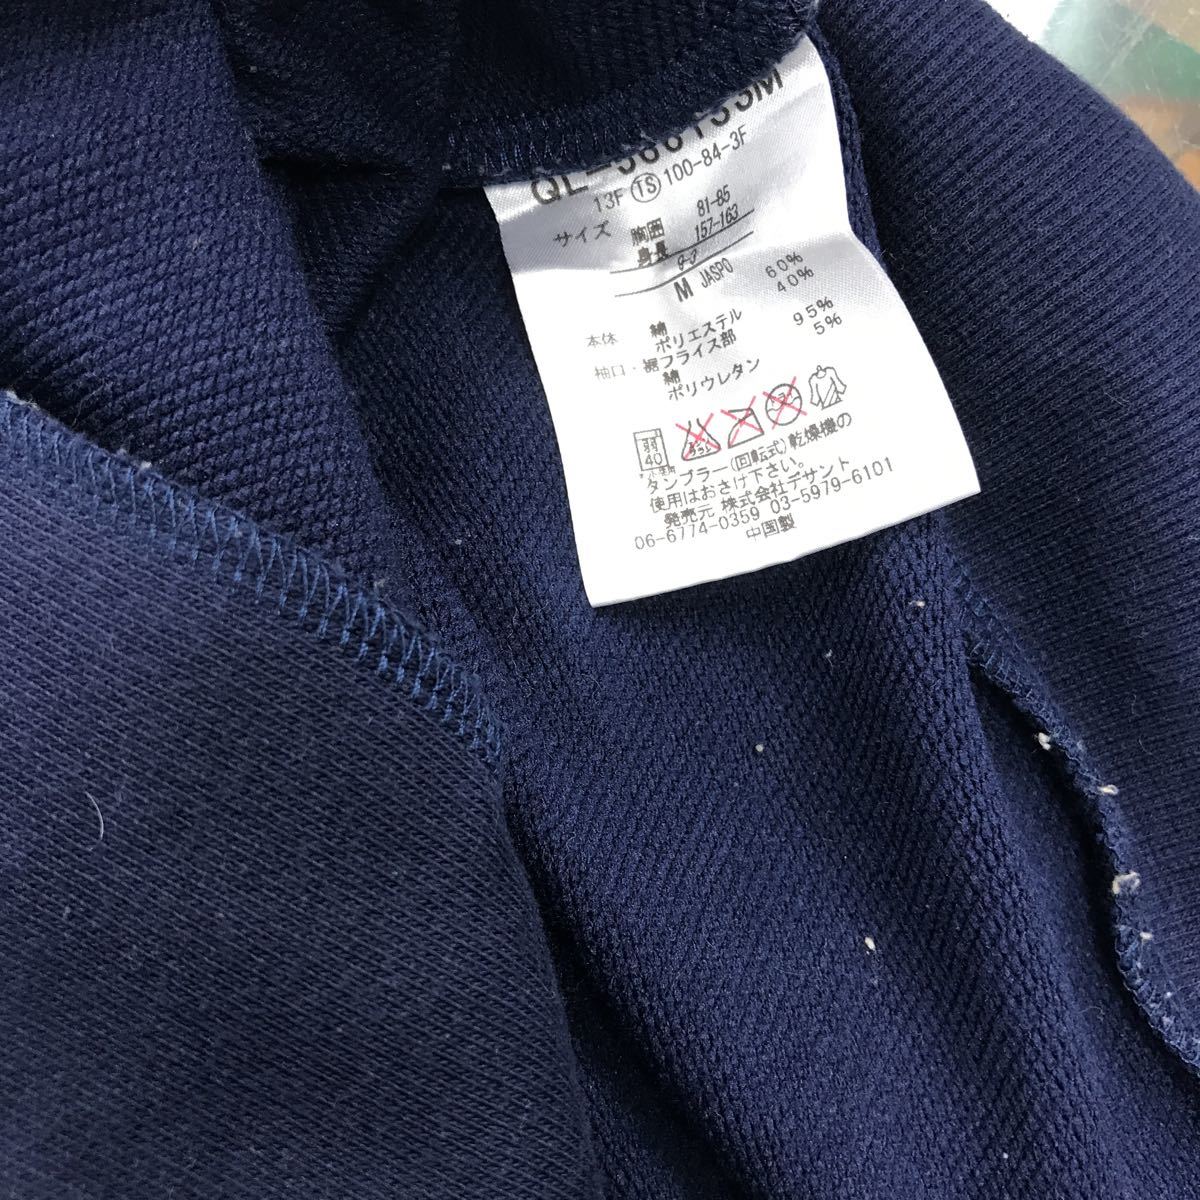 13F TS 100-84-3F
サイズ 胸囲 81-85
身長 157-163
M JASPO
本体 綿 60%
ポリエステル 40%
袖口・裾フライス部
綿 95%
ポリウレタン 5%
弱
40
タンブラー(回転式)乾燥機の
使用はおさけ下さい。
発売元 株式会社デサント
06-6774-0359 03-5979-6101
中国製